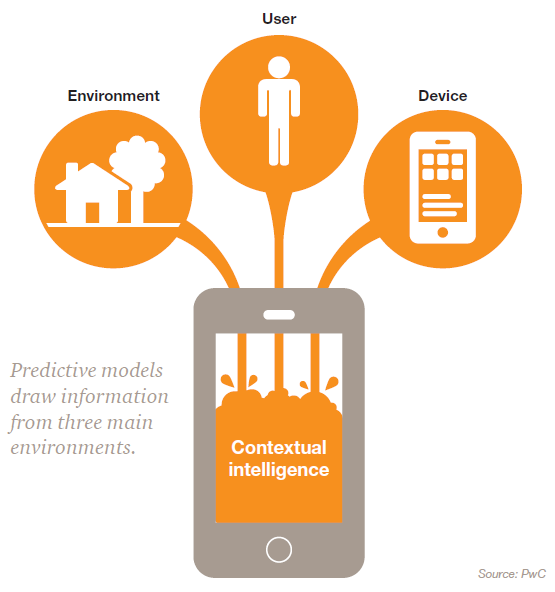 User
Environment
Device
Predictive models
draw information
from three main
environments.
Contextual
intelligence
Source: PwC